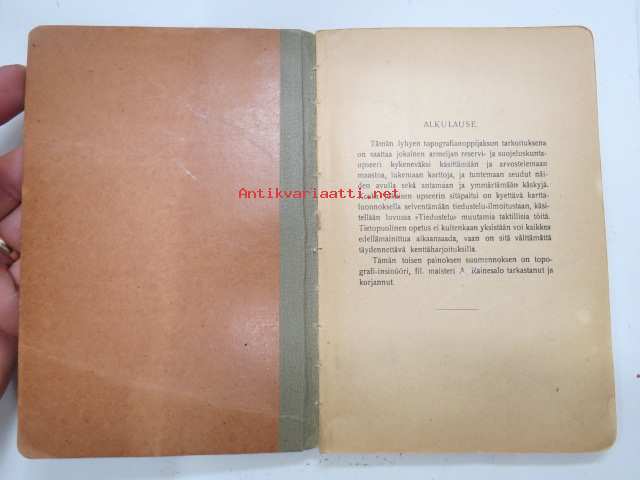 ALKULAUSE.
Tämän lyhyen topografianoppijakson tarkoituksena
on saattaa jokainen armeijan reservi- ja suojeluskunta-
upseeri kykeneväksi käsittämään ja arvostelemaan
maastoa, lukemaan karttoja, ja tuntemaan seudut näi-
den avulla sekä antamaan ja ymmärtämään käskyjä.
Antikvariaatti.net
upseerin sitäpaitsi on kyettävä kartta-
luonnoksella selventämään tiedustelu-ilmoitustaan, käsi-
tellään luvussa »Tiedustelu» muutamia taktillisia töitä.
Tietopuolinen opetus ei kuitenkaan yksistään voi kaikkea
edellämainittua aikaansaada, vaan on sitä välttämättä
täydennettävä kenttäharjoituksilla.
Tämän toisen painoksen suomennoksen on topo-
grafi-insinööri, fil. maisteri A. Rainesalo tarkastanut ja
korjannut.